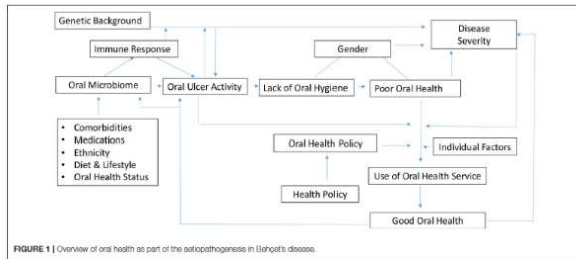 Genetic Background
Disease
Severity
Immune Response
Gender
Oral Microbiome
Oral Ulcer Activity
Lack of Oral Hygiene
Poor Oral Health
• Comorbidities
• Medications
• Ethnicity
• Diet & Lifestyle
• Oral Health Status
Oral Health Policy
Individual Factors
Use of Oral Health Service
Health Policy
Good Oral Health
FIGURE 1 | Overview of oral health as part of the aetiopathogenesis in Behçet's disease.